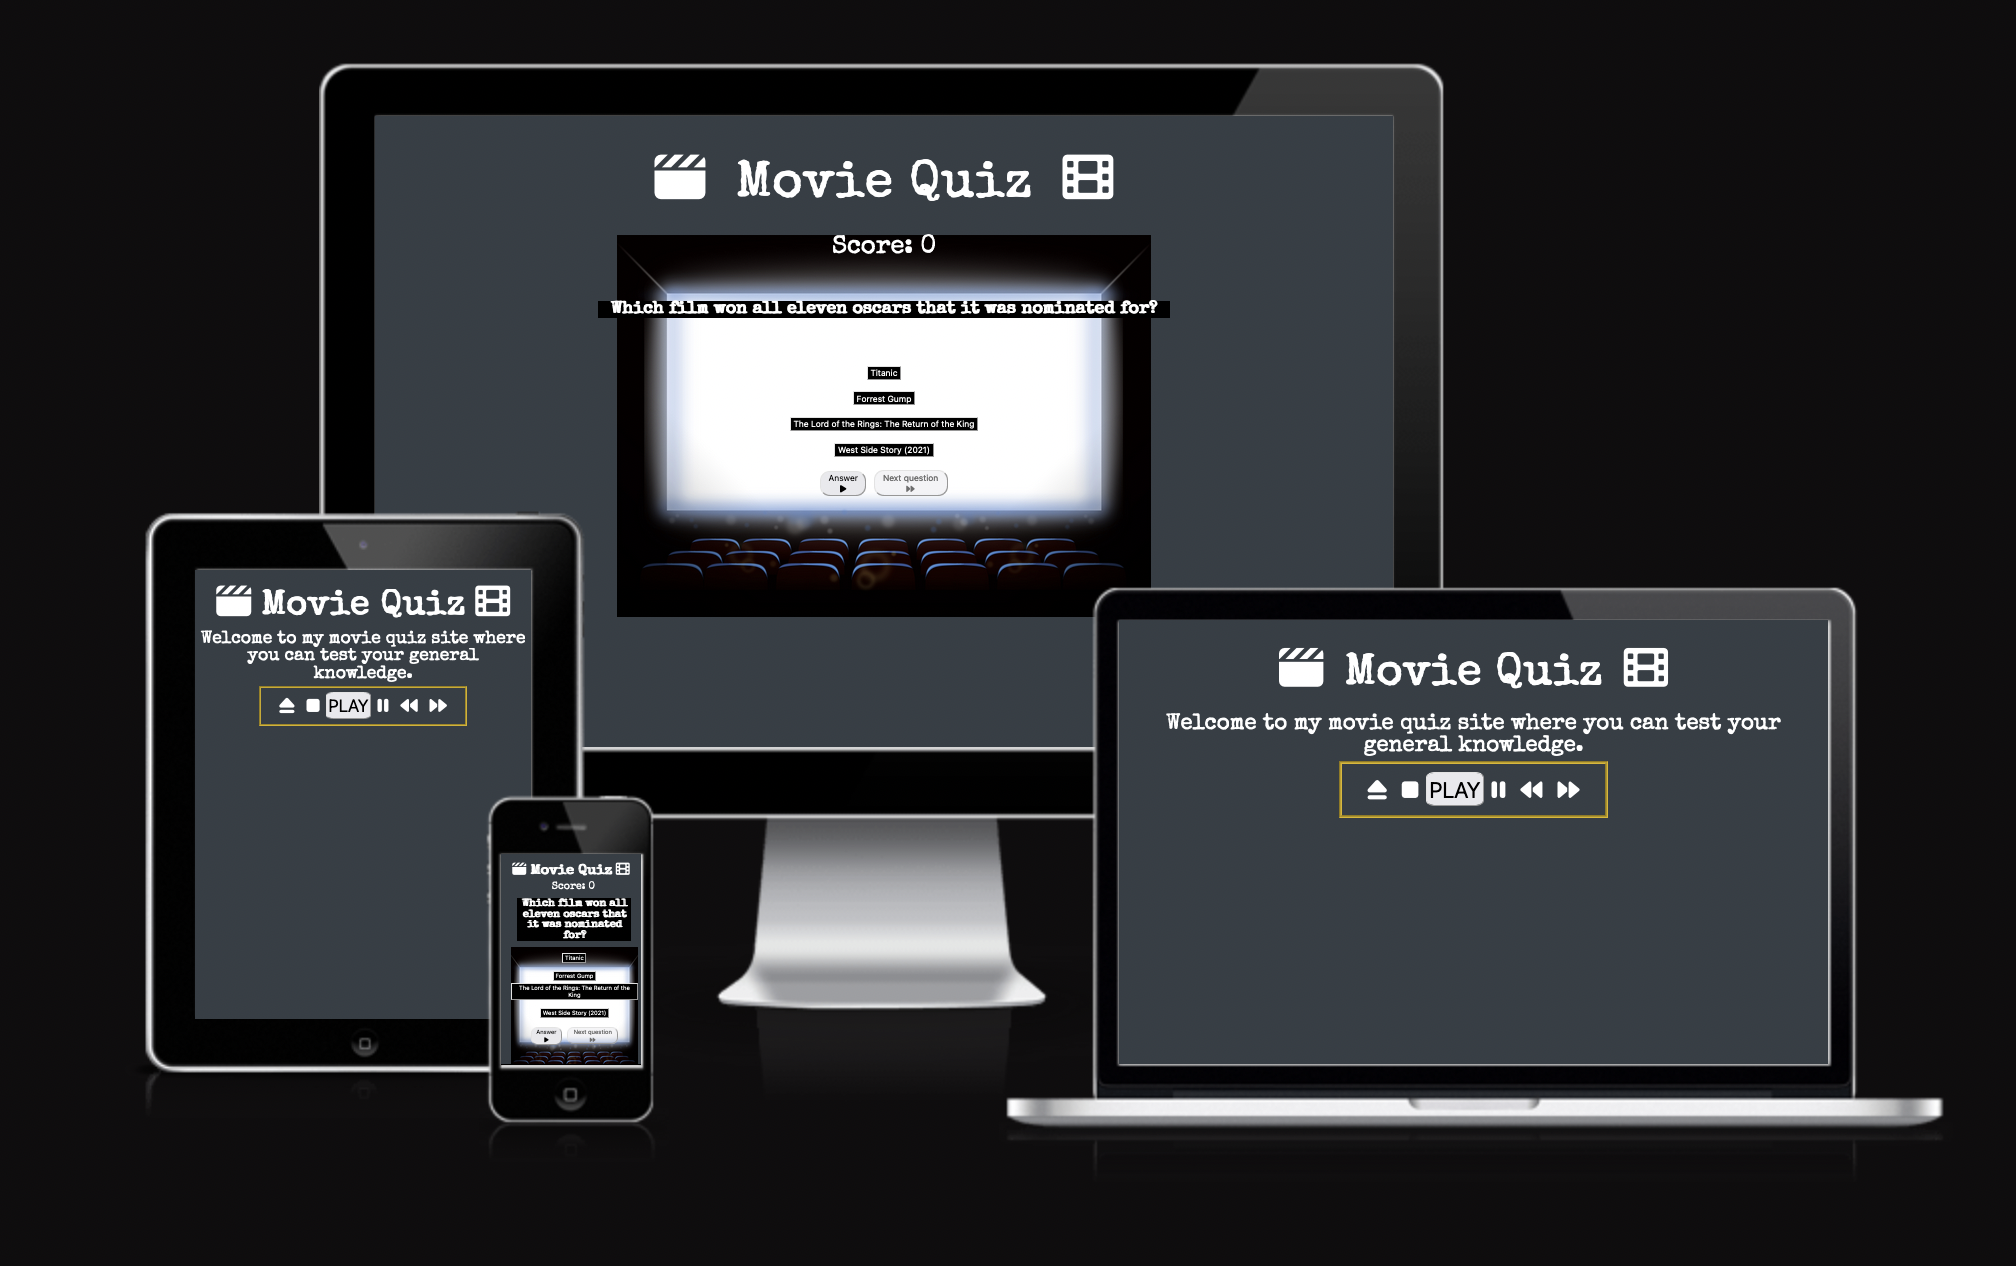 Movie Quiz
Score: 0
Which film won all eleven oscars that it was nominated for?
Titanic
Forrest Gump
The Lord of the Rings: The Return of the King
West Side Story (2021)
Answer
Next question
Movie Quiz
Welcome to my movie quiz site where
you can test your general
knowledge.
PLAY
Movie Quiz
Score: 0
Which film won all
eleven oscars that
it was nominated
for?
Titanic
Forrest Gump
The Lord of the Rings: The Return of the
King
West Side Story (2021)
Answer
Next question
Movie Quiz
Welcome to my movie quiz site where you can test your
general knowledge.
PLAY